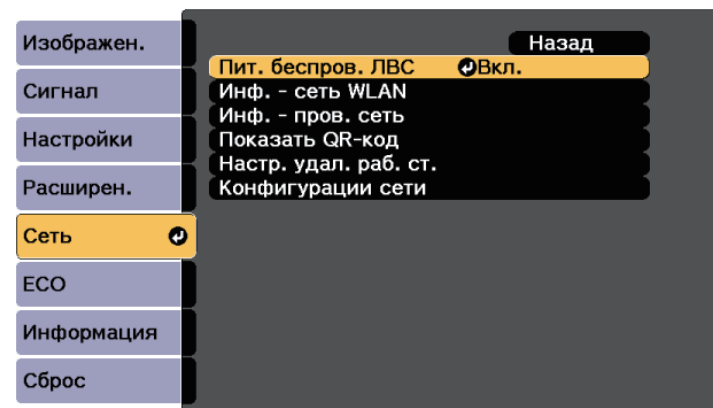 Изображен.
Сигнал
Настройки
Расширен.
Сеть
ECO
Информация
Сброс
Назад
Пит. беспров. ЛВС Вкл.
Инф. - сеть WLAN
Инф. - пров. сеть
Показать QR-код
Настр. удал. раб. ст.
Конфигурации сети